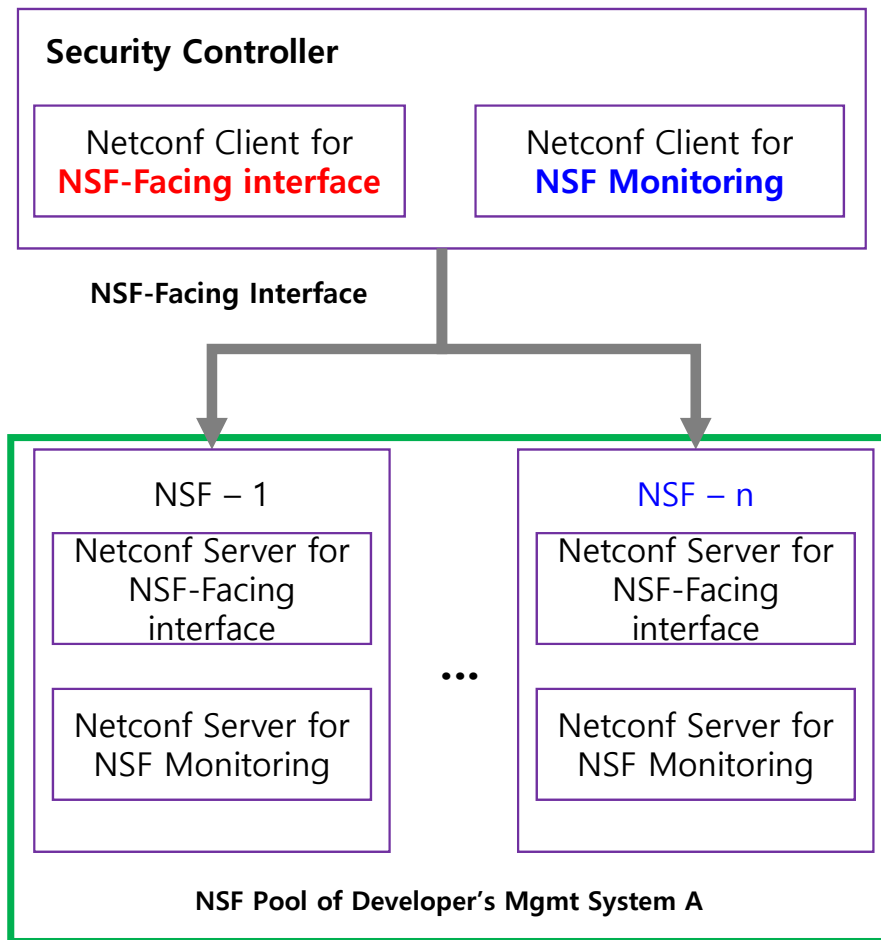 Security Controller
Netconf Client for
NSF-Facing interface
Netconf Client for
NSF Monitoring
NSF-Facing Interface
NSF – 1
Netconf Server for
NSF-Facing
interface
Netconf Server for
NSF Monitoring
...
NSF – n
Netconf Server for
NSF-Facing
interface
Netconf Server for
NSF Monitoring
NSF Pool of Developer’s Mgmt System A